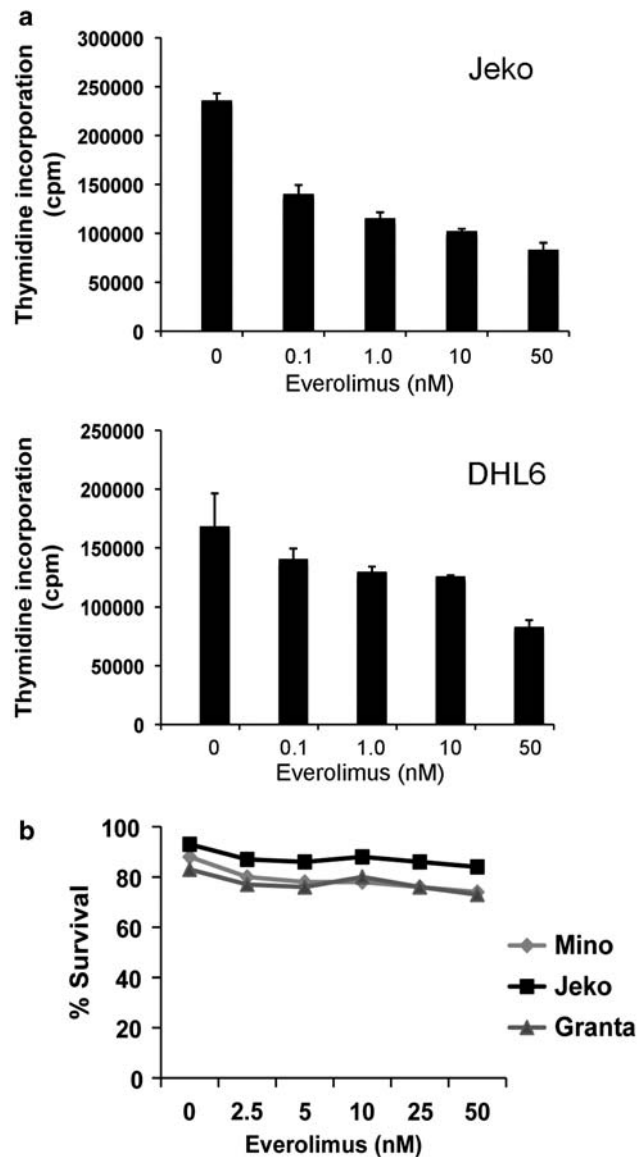 a
Jeko
Thymidine incorporation
(cpm)
300000
250000
200000
150000
100000
50000
0
0 0.1 1.0 10 50
Everolimus (nM)
DHL6
Thymidine incorporation
(cpm)
250000
200000
150000
100000
50000
0
0 0.1 1.0 10 50
Everolimus (nM)
b
% Survival
100
80
60
40
20
0
0 2.5 5 10 25 50
Everolimus (nM)
Mino
Jeko
Granta